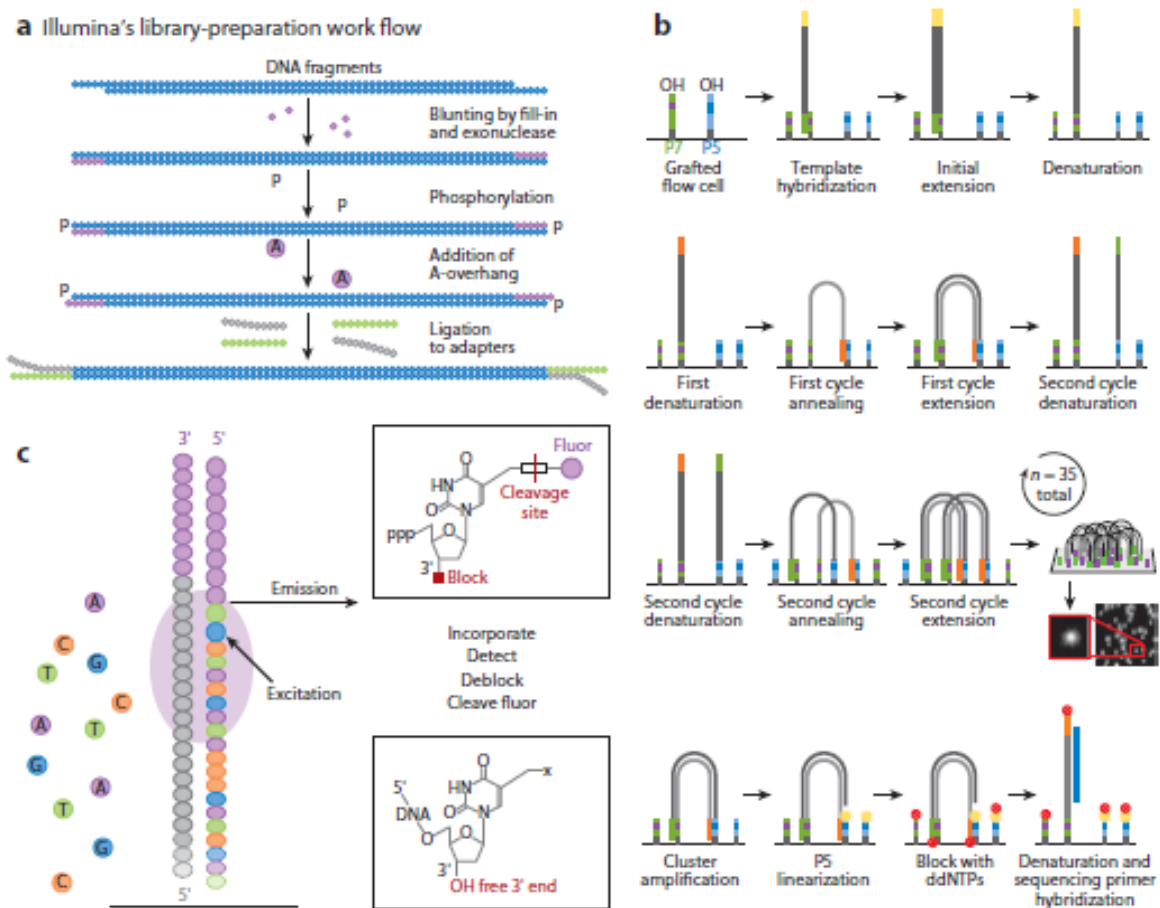 a Illumina's library-preparation work flow
DNA fragments
Blunting by fill-in
and exonuclease
P
P
Phosphorylation
P
P
A
A
Addition of
A-overhang
P
P
Ligation
to adapters
b
OH
OH
P7
P5
Grafted
flow cell
Template
hybridization
Initial
extension
Denaturation
First
denaturation
First cycle
annealing
First cycle
extension
Second cycle
denaturation
n = 35
total
Second cycle
denaturation
Second cycle
annealing
Second cycle
extension
Cluster
amplification
P5
linearization
Block with
ddNTPs
Denaturation and
sequencing primer
hybridization
c
3'
5'
A
C
G
T
C
A
T
G
A
T
G
C
5'
Emission
Excitation
Fluor
O
HN
Cleavage
site
O
N
PPP
O
3'
Block
Incorporate
Detect
Deblock
Cleave fluor
O
x
HN
5'
O
N
DNA
O
O
3'
OH free 3' end